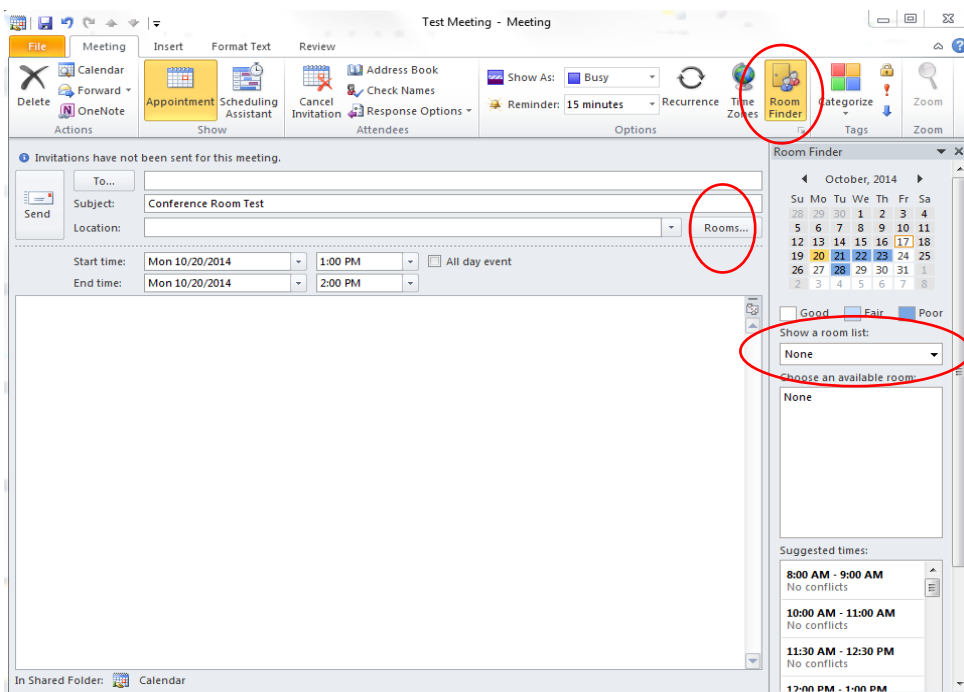 Test Meeting - Meeting
File Meeting Insert Format Text Review
Delete
Calendar
Forward
OneNote
Actions
Appointment
Scheduling Assistant
Show
Cancel Invitation
Address Book
Check Names
Response Options
Attendees
Show As: Busy
Reminder: 15 minutes
Recurrence
Time Zones
Room Finder
Options
Categorize
Tags
Zoom
Zoom
Invitations have not been sent for this meeting.
Send
To...
Subject: Conference Room Test
Location: Rooms...
Start time: Mon 10/20/2014 1:00 PM All day event
End time: Mon 10/20/2014 2:00 PM
In Shared Folder: Calendar
Room Finder
October, 2014
Su Mo Tu We Th Fr Sa
28 29 30 1 2 3 4
5 6 7 8 9 10 11
12 13 14 15 16 17 18
19 20 21 22 23 24 25
26 27 28 29 30 31 1
2 3 4 5 6 7 8
Good Fair Poor
Show a room list:
None
Choose an available room:
None
Suggested times:
8:00 AM - 9:00 AM
No conflicts
10:00 AM - 11:00 AM
No conflicts
11:30 AM - 12:30 PM
No conflicts
12:00 PM - 1:00 PM